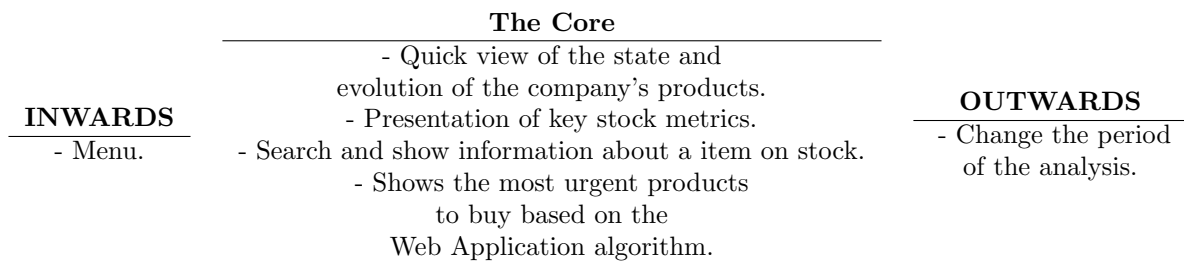 INWARDS
- Menu.
The Core
- Quick view of the state and
evolution of the company's products.
- Presentation of key stock metrics.
- Search and show information about a item on stock.
- Shows the most urgent products
to buy based on the
Web Application algorithm.
OUTWARDS
- Change the period
of the analysis.